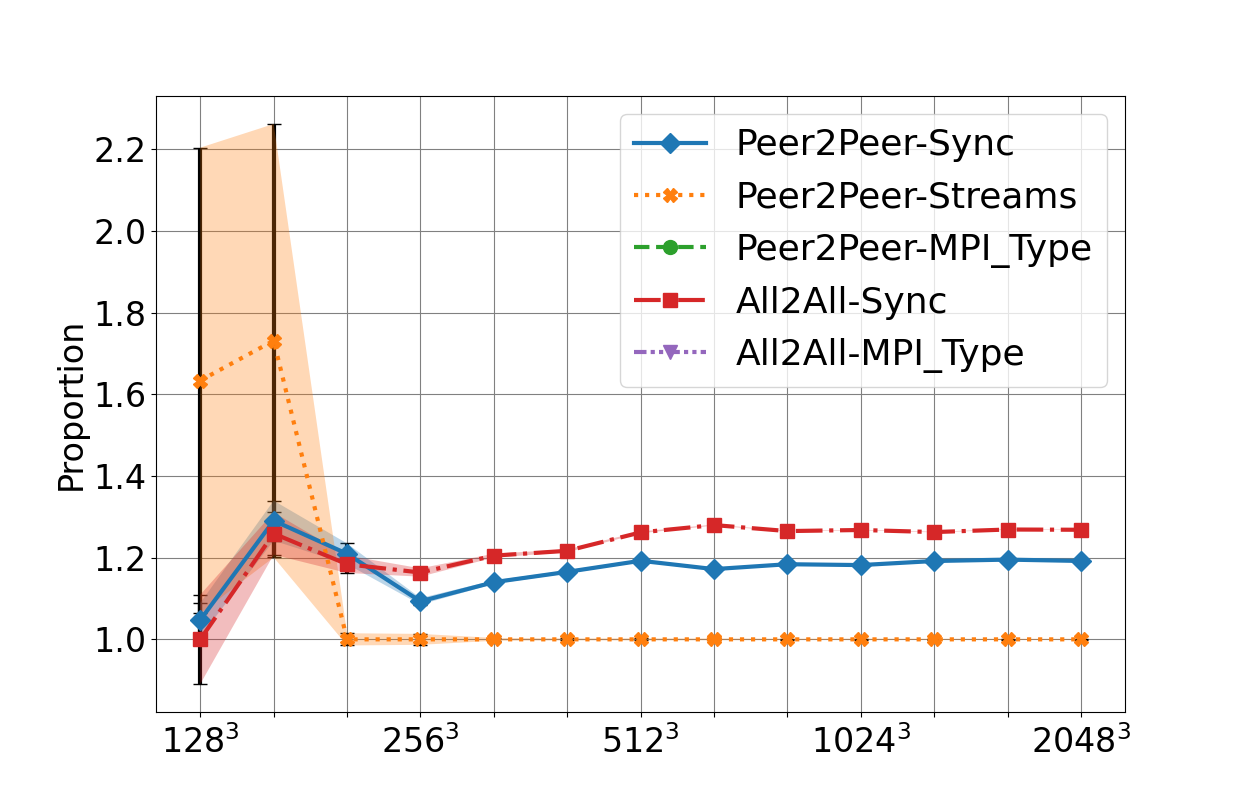 Proportion
2.2
2.0
1.8
1.6
1.4
1.2
1.0
128³
256³
512³
1024³
2048³
Peer2Peer-Sync
Peer2Peer-Streams
Peer2Peer-MPI_Type
All2All-Sync
All2All-MPI_Type